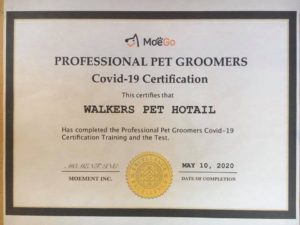 MoeGo
PROFESSIONAL PET GROOMERS
Covid-19 Certification
This certifies that
WALKERS PET HOTAIL
Has completed the Professional Pet Groomers Covid-19
Certification Training and the Test.
MAY 10, 2020
MOEMENT INC.
DATE OF COMPLETION